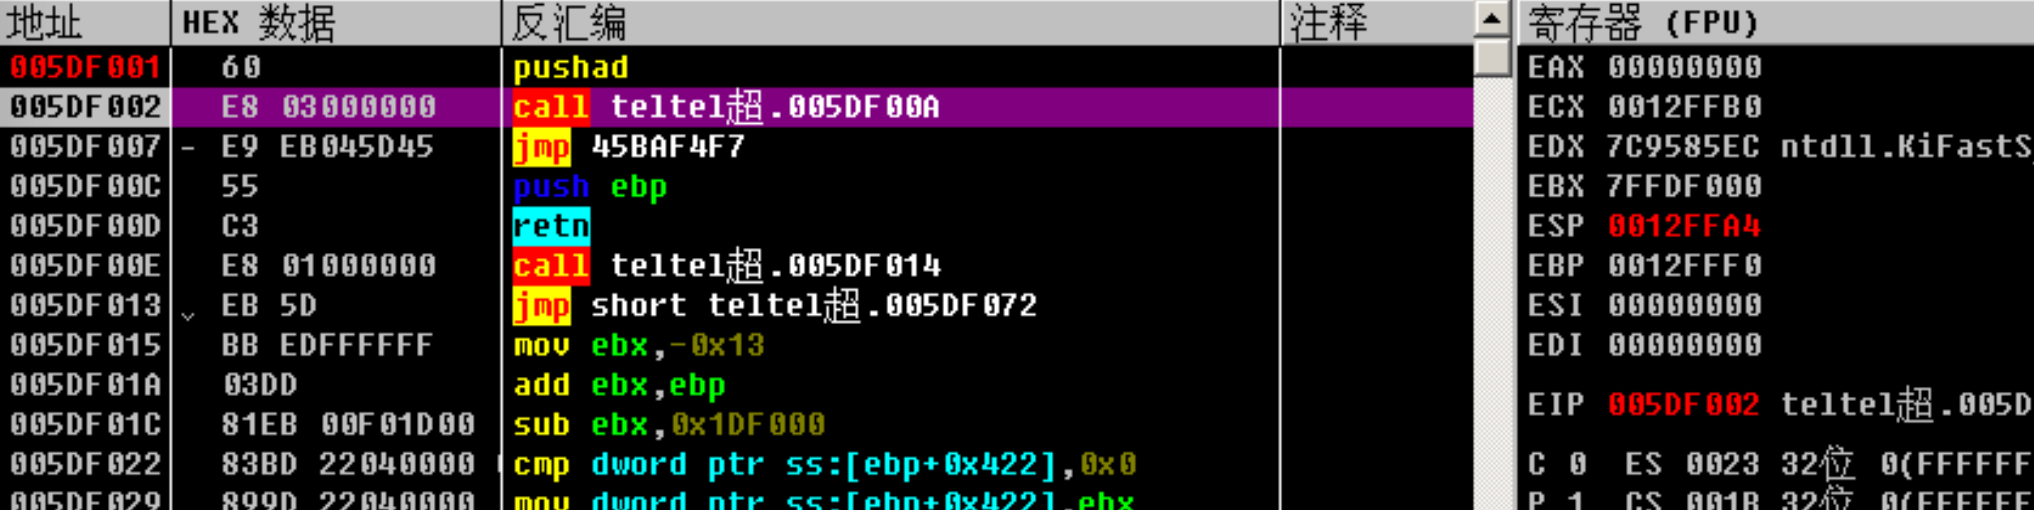 地址 HEX 数据 反汇编 注释 寄存器 (FPU)
005DF001 60 pushad EAX 00000000
005DF002 E8 03000000 call teltel超.005DF00A ECX 0012FFB0
005DF007 - E9 EB045D45 jmp 45BAF4F7 EDX 7C9585EC ntdll.KiFastS
005DF00C 55 push ebp EBX 7FFDF000
005DF00D C3 retn ESP 0012FFA4
005DF00E E8 01000000 call teltel超.005DF014 EBP 0012FFF0
005DF013 EB 5D jmp short teltel超.005DF072 ESI 00000000
005DF015 BB EDFFFFFF mov ebx,-0x13 EDI 00000000
005DF01A 03DD add ebx,ebp
005DF01C 81EB 00F01D00 sub ebx,0x1DF000 EIP 005DF002 teltel超.005D
005DF022 83BD 22040000 cmp dword ptr ss:[ebp+0x422],0x0 C 0 ES 0023 32位 0(FFFFFF
005DF029 899D 22040000 mov dword ptr ss:[ebp+0x422],ebx P 1 CS 001B 32位 0(FFFFFF